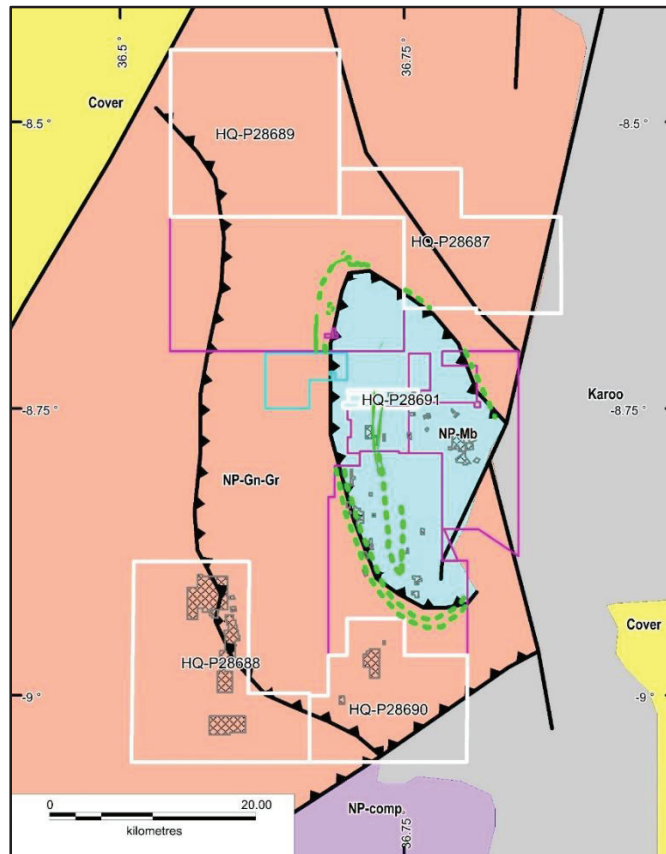 36.5°
36.75°
Cover
-8.5°
-8.5°
HQ-P28689
HQ-P28687
Karoo
-8.75°
-8.75°
HQ-P28691
NP-Mb
NP-Gn-Gr
Cover
HQ-P28688
-9°
-9°
HQ-P28690
0
20.00
kilometres
NP-comp.
36.75°